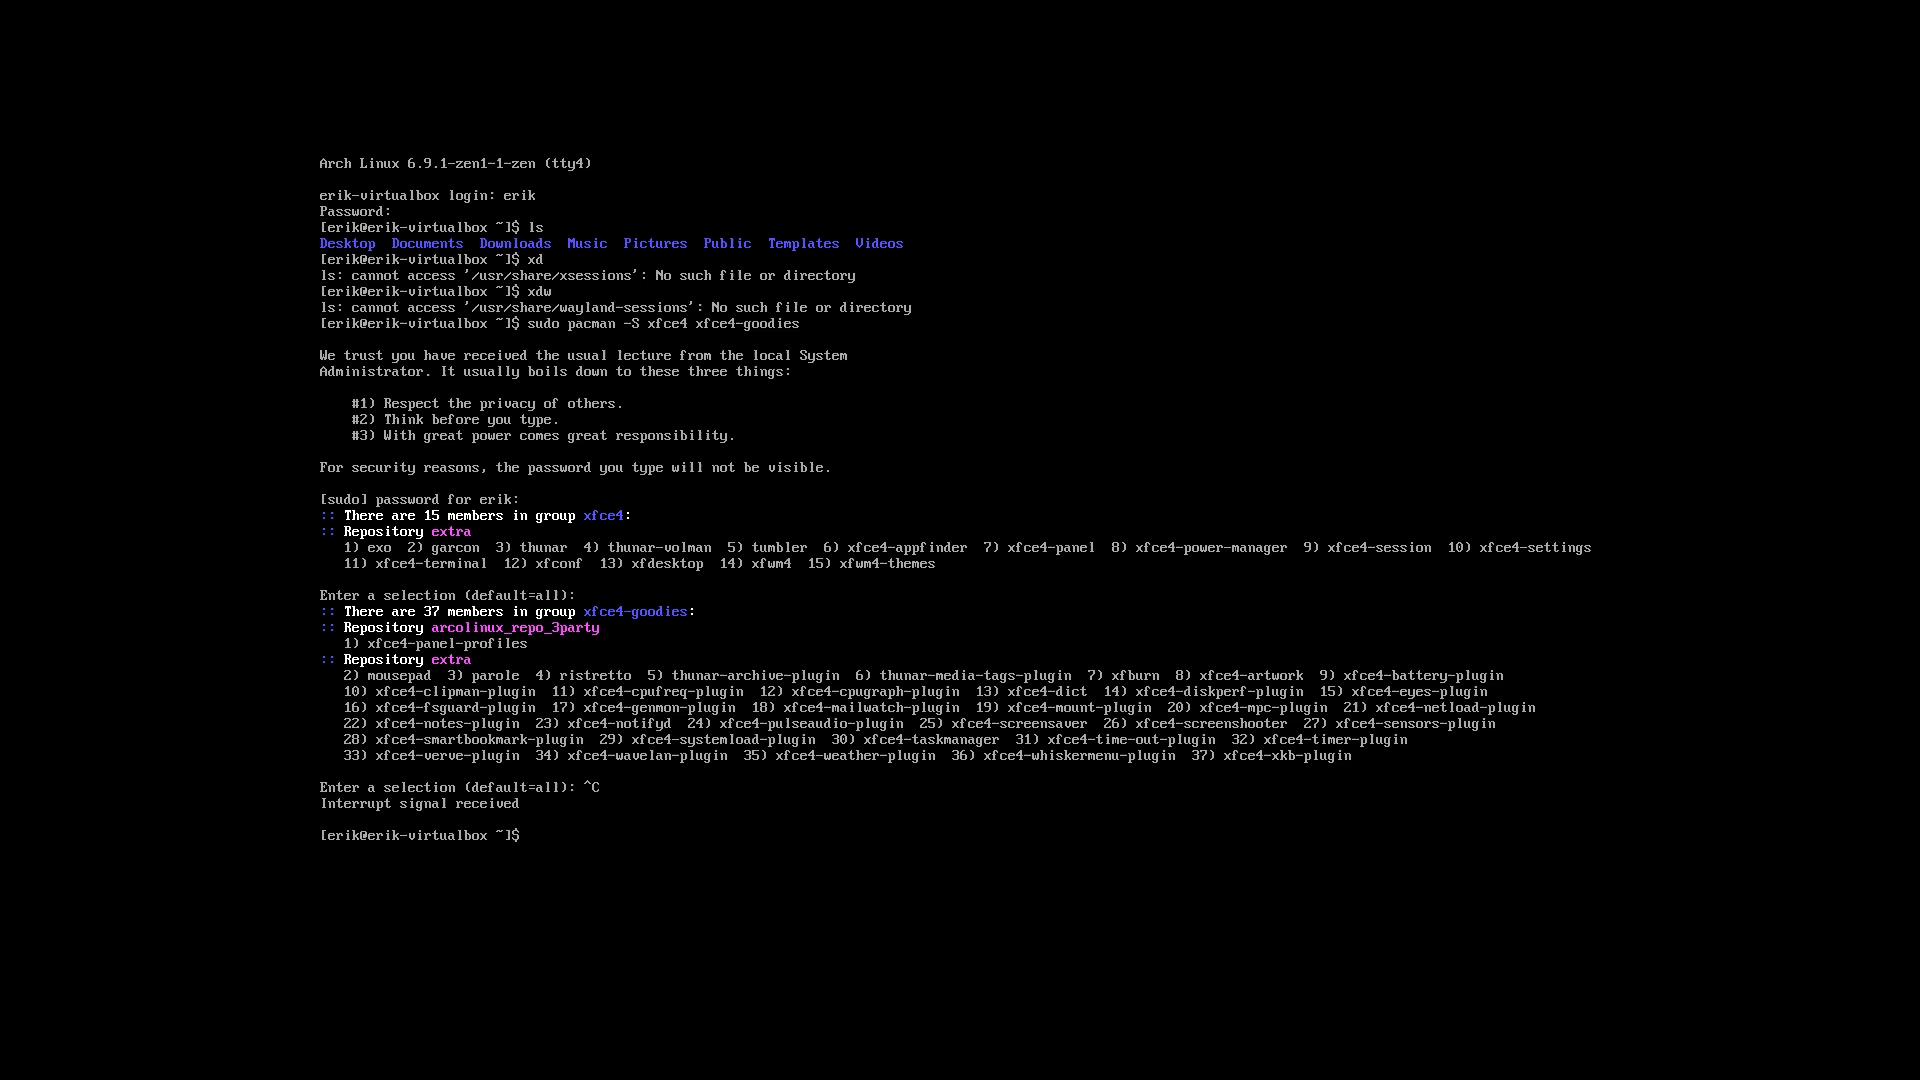 Arch Linux 6.9.1-zen1-1-zen (tty4)
erik-virtualbox login: erik
Password:
[erik@erik-virtualbox ~]$ ls
Desktop  Documents  Downloads  Music  Pictures  Public  Templates  Videos
[erik@erik-virtualbox ~]$ xd
ls: cannot access '/usr/share/xsessions': No such file or directory
[erik@erik-virtualbox ~]$ xdw
ls: cannot access '/usr/share/wayland-sessions': No such file or directory
[erik@erik-virtualbox ~]$ sudo pacman -S xfce4 xfce4-goodies
We trust you have received the usual lecture from the local System
Administrator. It usually boils down to these three things:
#1) Respect the privacy of others.
#2) Think before you type.
#3) With great power comes great responsibility.
For security reasons, the password you type will not be visible.
[sudo] password for erik:
:: There are 15 members in group xfce4:
:: Repository extra
1) exo  2) garcon  3) thunar  4) thunar-volman  5) tumbler  6) xfce4-appfinder  7) xfce4-panel  8) xfce4-power-manager  9) xfce4-session  10) xfce4-settings
11) xfce4-terminal  12) xfconf  13) xfdesktop  14) xfwm4  15) xfwm4-themes
Enter a selection (default=all):
:: There are 37 members in group xfce4-goodies:
:: Repository arcolinux_repo_3party
1) xfce4-panel-profiles
:: Repository extra
2) mousepad  3) parole  4) ristretto  5) thunar-archive-plugin  6) thunar-media-tags-plugin  7) xfburn  8) xfce4-artwork  9) xfce4-battery-plugin
10) xfce4-clipman-plugin  11) xfce4-cpufreq-plugin  12) xfce4-cpugraph-plugin  13) xfce4-dict  14) xfce4-diskperf-plugin  15) xfce4-eyes-plugin
16) xfce4-fsguard-plugin  17) xfce4-genmon-plugin  18) xfce4-mailwatch-plugin  19) xfce4-mount-plugin  20) xfce4-mpc-plugin  21) xfce4-netload-plugin
22) xfce4-notes-plugin  23) xfce4-notifyd  24) xfce4-pulseaudio-plugin  25) xfce4-screensaver  26) xfce4-screenshooter  27) xfce4-sensors-plugin
28) xfce4-smartbookmark-plugin  29) xfce4-systemload-plugin  30) xfce4-taskmanager  31) xfce4-time-out-plugin  32) xfce4-timer-plugin
33) xfce4-verve-plugin  34) xfce4-wavelan-plugin  35) xfce4-weather-plugin  36) xfce4-whiskermenu-plugin  37) xfce4-xkb-plugin
Enter a selection (default=all): ^C
Interrupt signal received
[erik@erik-virtualbox ~]$